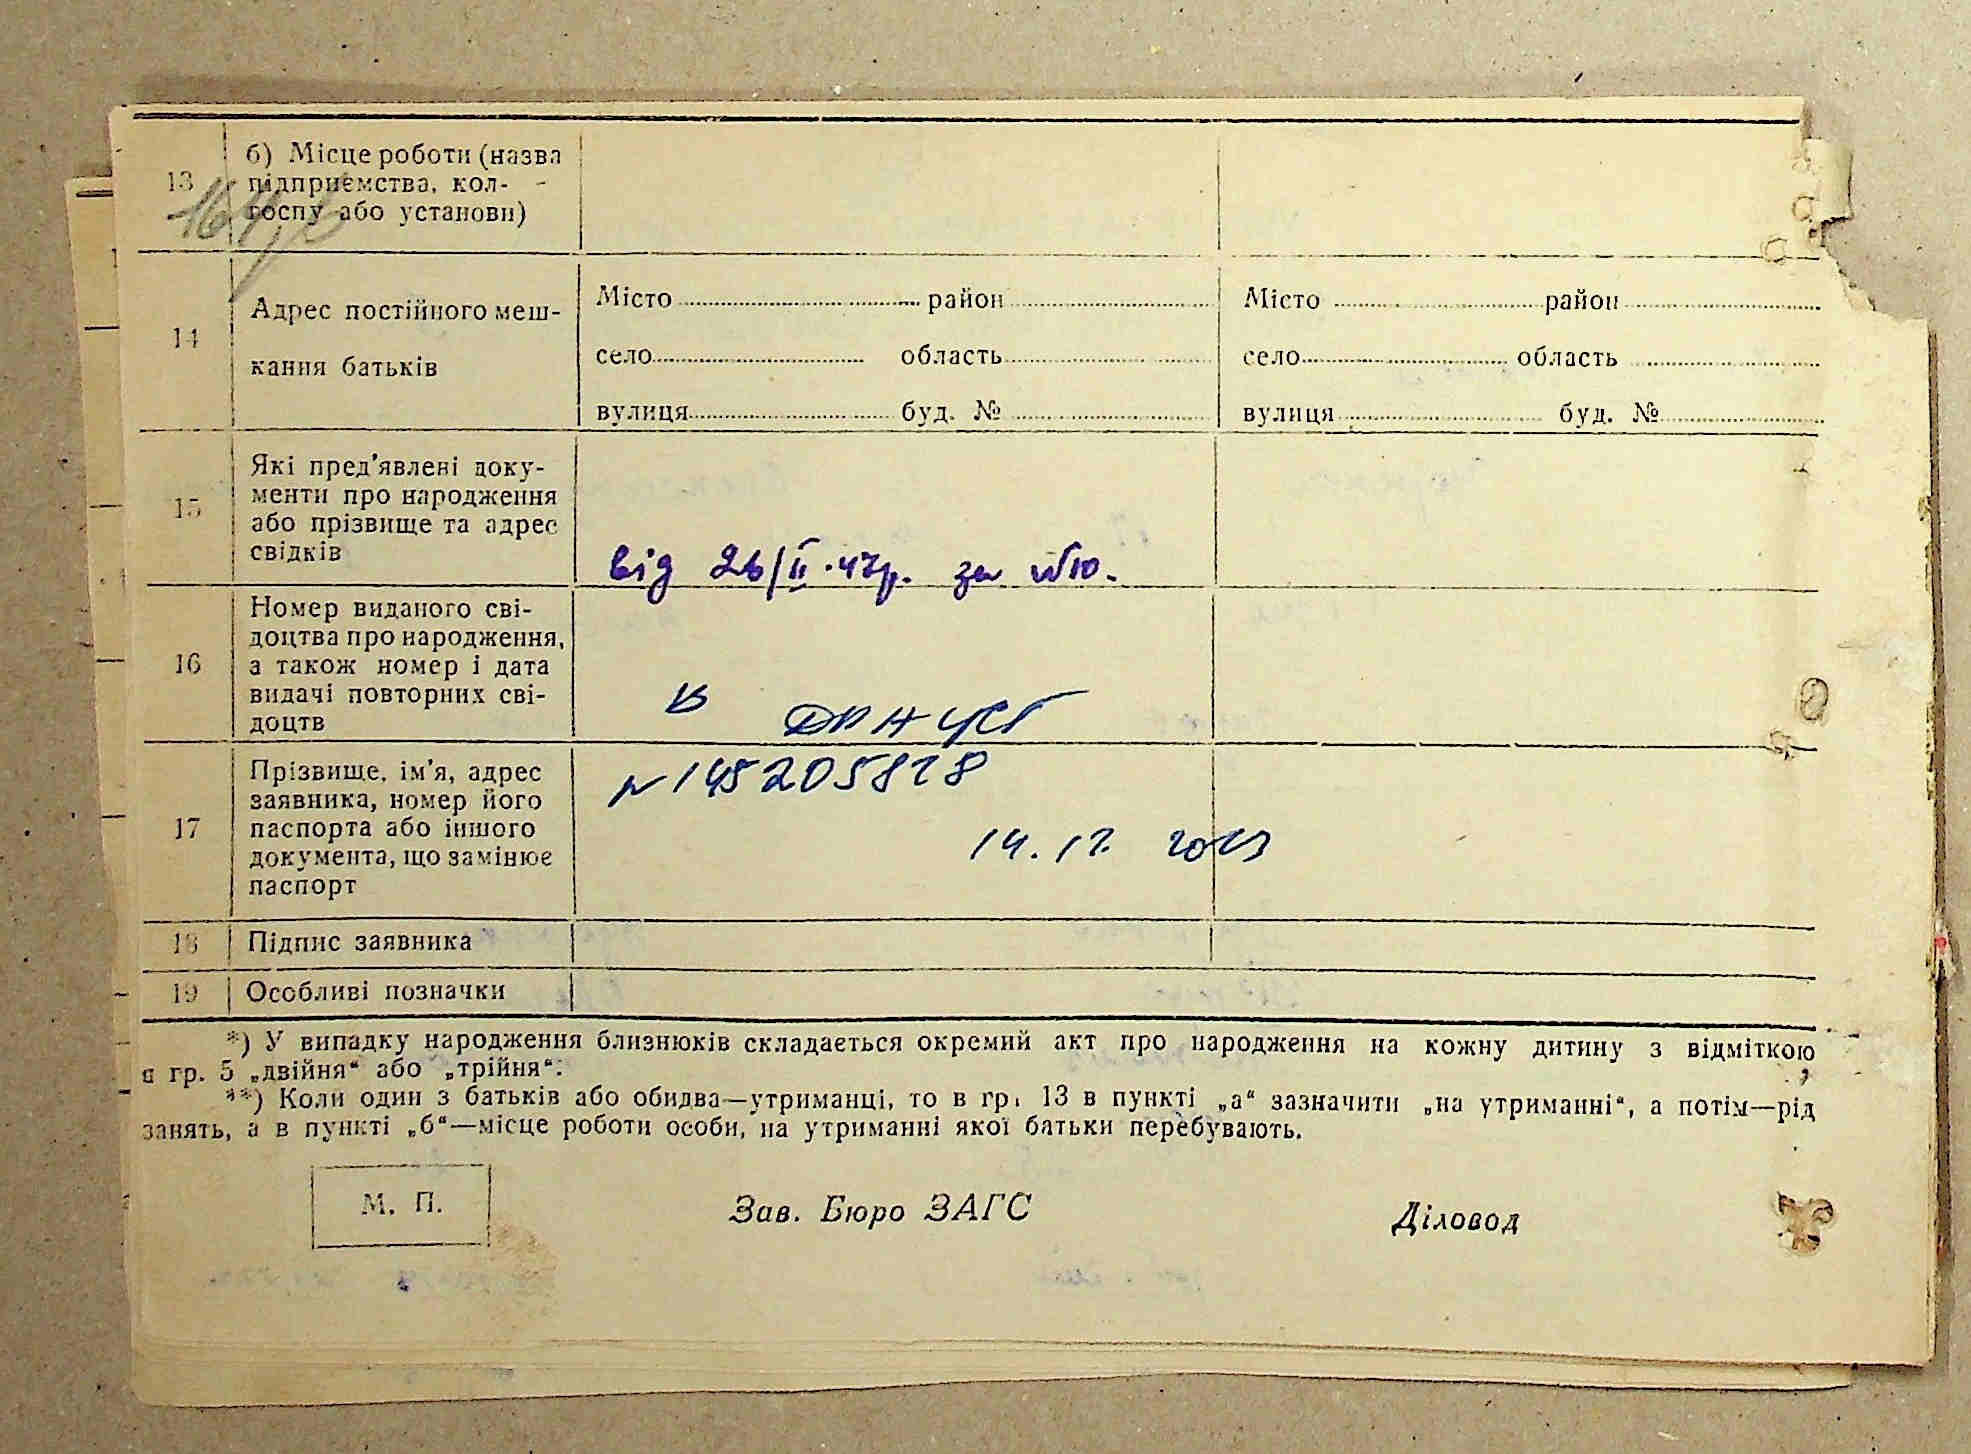 13
б) Місце роботи (назва
підприємства, кол-
госпу або установи)
14
Адрес постійного меш-
кання батьків
Місто район
село область
вулиця буд. №
Місто район
село область
вулиця буд. №
15
Які пред'явлені доку-
менти про народження
або прізвище та адрес
свідків
від 26/II.47р. за
16
Номер виданого сві-
доцтва про народження,
а також номер і дата
видачі повторних сві-
доцтв
в
17
Прізвище, ім'я, адрес
заявника, номер його
паспорта або іншого
документа, що замінює
паспорт
14.12. 2023
18
Підпис заявника
19
Особливі позначки
*) У випадку народження близнюків складається окремий акт про народження на кожну дитину з відміткою
в гр. 5 „двійня“ або „трійня“.
**) Коли один з батьків або обидва—утриманці, то в гр. 13 в пункті „а“ зазначити „на утриманні“, а потім—рід
занять, а в пункті „б“—місце роботи особи, на утриманні якої батьки перебувають.
М. П.
Зав. Бюро ЗАГС
Діловод